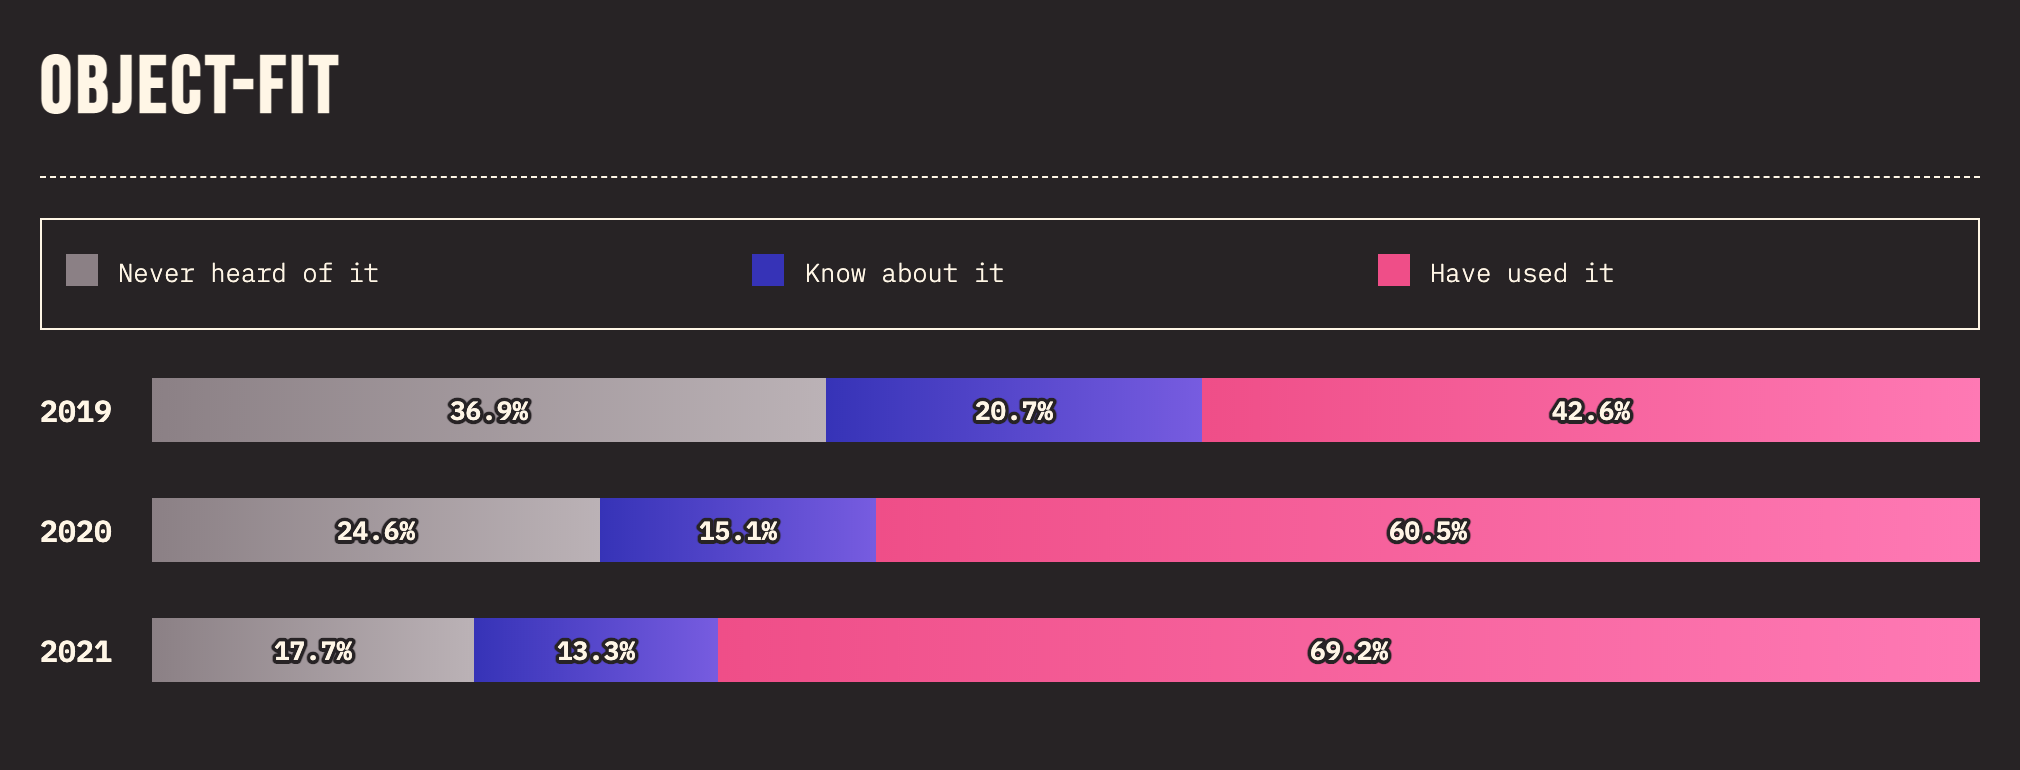 OBJECT-FIT
Never heard of it Know about it Have used it
2019 36.9% 20.7% 42.6%
2020 24.6% 15.1% 60.5%
2021 17.7% 13.3% 69.2%